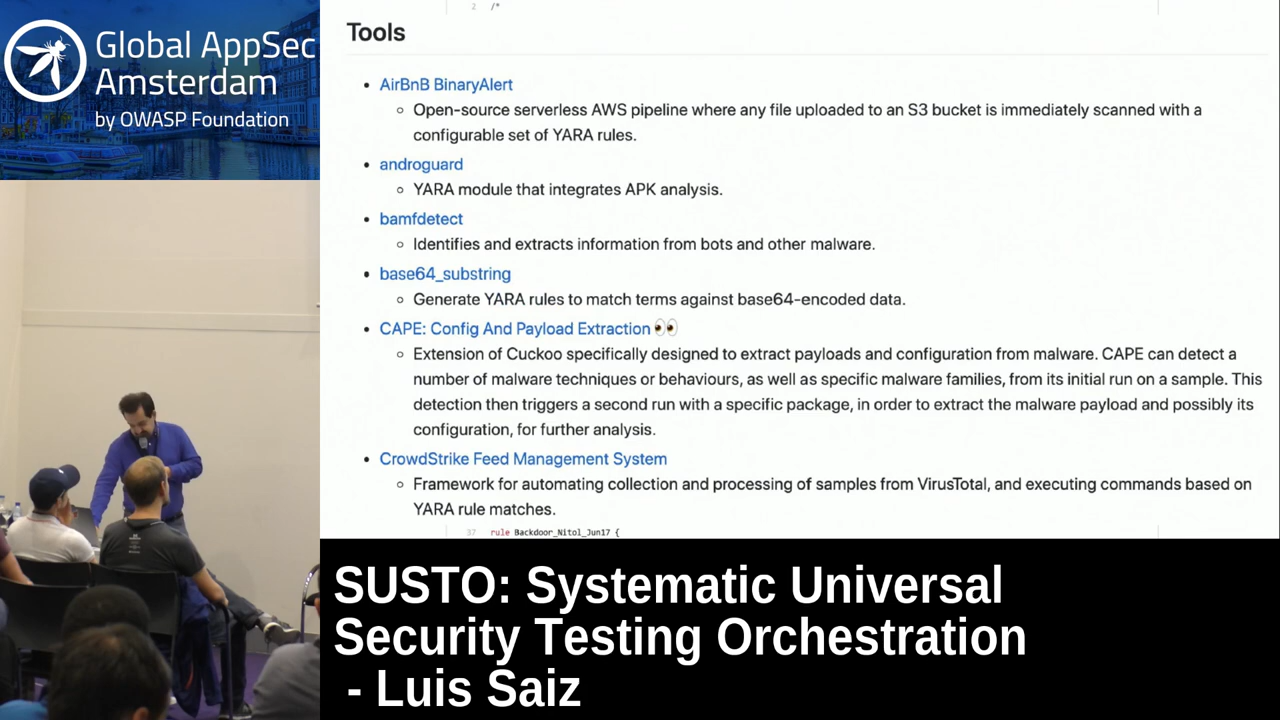 Global AppSec
Amsterdam
by OWASP Foundation
2 /*
Tools
AirBnB BinaryAlert
Open-source serverless AWS pipeline where any file uploaded to an S3 bucket is immediately scanned with a
configurable set of YARA rules.
androguard
YARA module that integrates APK analysis.
bamfdetect
Identifies and extracts information from bots and other malware.
base64_substring
Generate YARA rules to match terms against base64-encoded data.
CAPE: Config And Payload Extraction 👀
Extension of Cuckoo specifically designed to extract payloads and configuration from malware. CAPE can detect a
number of malware techniques or behaviours, as well as specific malware families, from its initial run on a sample. This
detection then triggers a second run with a specific package, in order to extract the malware payload and possibly its
configuration, for further analysis.
CrowdStrike Feed Management System
Framework for automating collection and processing of samples from VirusTotal, and executing commands based on
YARA rule matches.
37 rule Backdoor_Nitol_Jun17 {
SUSTO: Systematic Universal
Security Testing Orchestration
- Luis Saiz